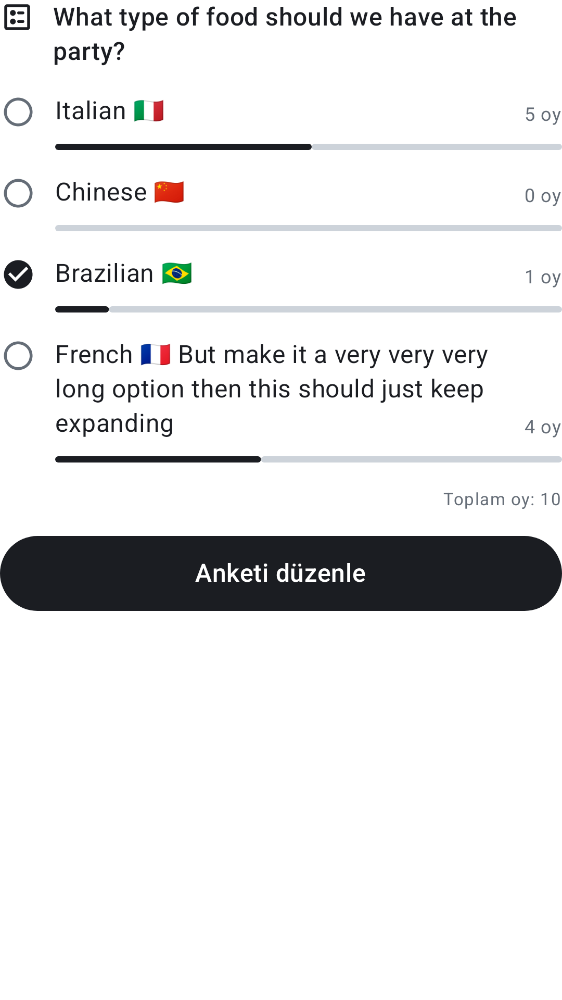 What type of food should we have at the
party?
Italian 🇮🇹
5 oy
Chinese 🇨🇳
0 oy
Brazilian 🇧🇷
1 oy
French 🇫🇷 But make it a very very very
long option then this should just keep
expanding
4 oy
Toplam oy: 10
Anketi düzenle